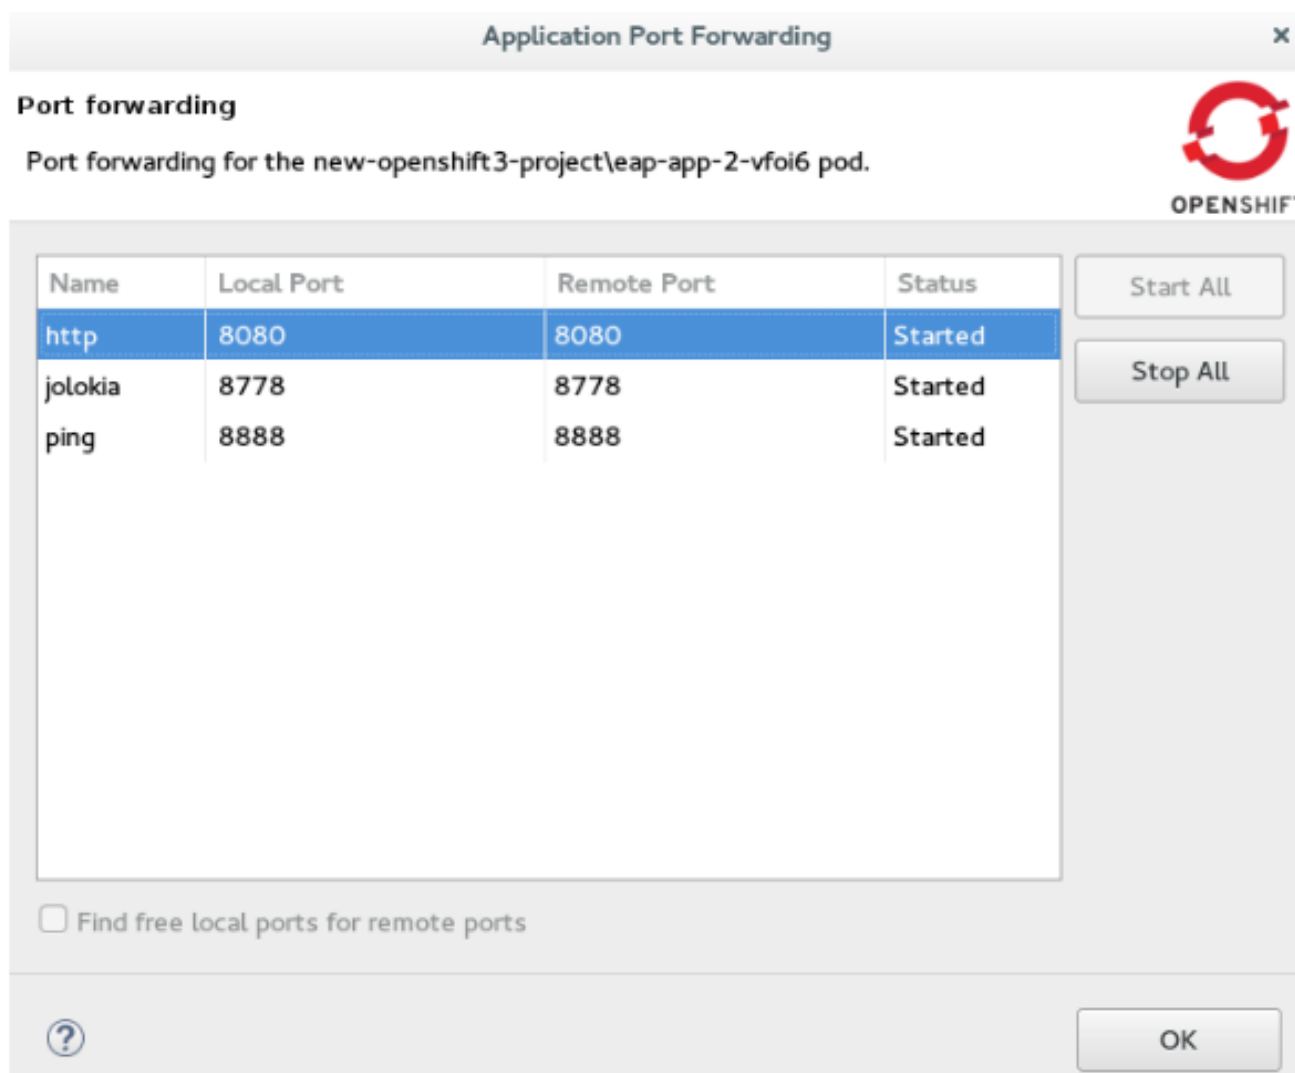 Application Port Forwarding ×
Port forwarding
Port forwarding for the new-openshift3-project\eap-app-2-vfoi6 pod.
OPENSHIF
Name Local Port Remote Port Status
http 8080 8080 Started
jolokia 8778 8778 Started
ping 8888 8888 Started
Start All
Stop All
Find free local ports for remote ports
?
OK